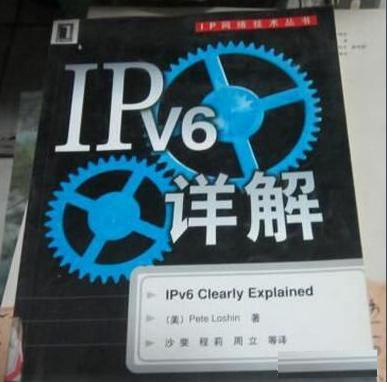 IP网络技术丛书
IPv6
详解
IPv6 Clearly Explained
(美) Pete Loshin 著
沙斐 程莉 周立 等译